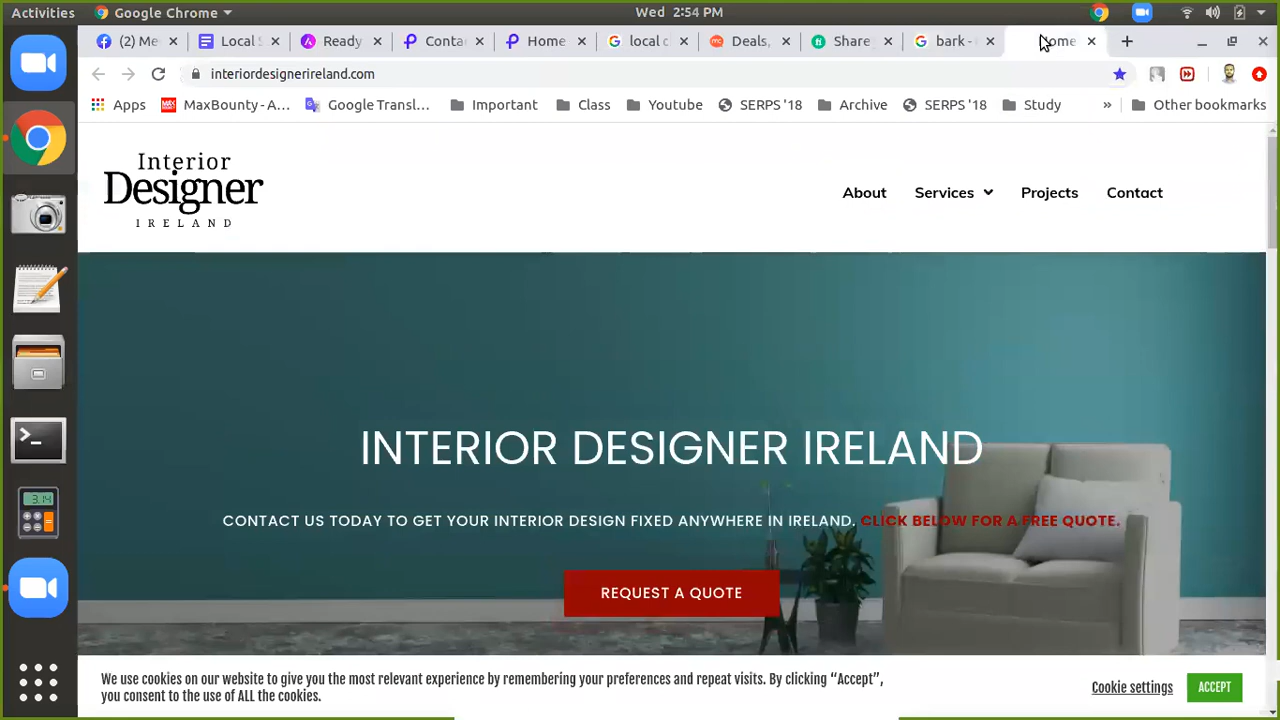 Activities Google Chrome Wed 2:54 PM
(2) Me Local Ready Conta Home local c Deals, Share bark - ome
interiordesignerireland.com
Apps MaxBounty - A... Google Transl... Important Class Youtube SERPS '18 Archive SERPS '18 Study » Other bookmarks
Interior
Designer
IRELAND
About Services Projects Contact
INTERIOR DESIGNER IRELAND
CONTACT US TODAY TO GET YOUR INTERIOR DESIGN FIXED ANYWHERE IN IRELAND. CLICK BELOW FOR A FREE QUOTE.
REQUEST A QUOTE
We use cookies on our website to give you the most relevant experience by remembering your preferences and repeat visits. By clicking “Accept”,
you consent to the use of ALL the cookies.
Cookie settings ACCEPT
3.14